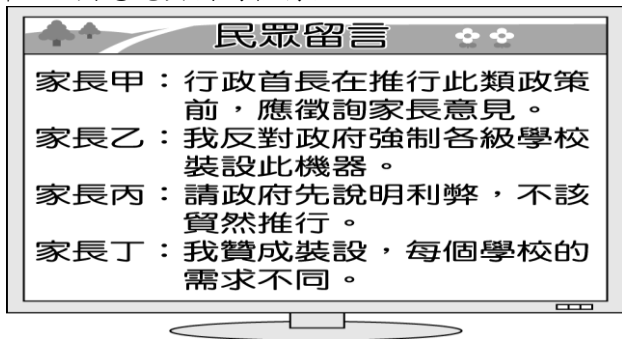 民眾留言
家長甲：行政首長在推行此類政策
前，應徵詢家長意見。
家長乙：我反對政府強制各級學校
裝設此機器。
家長丙：請政府先說明利弊，不該
貿然推行。
家長丁：我贊成裝設，每個學校的
需求不同。